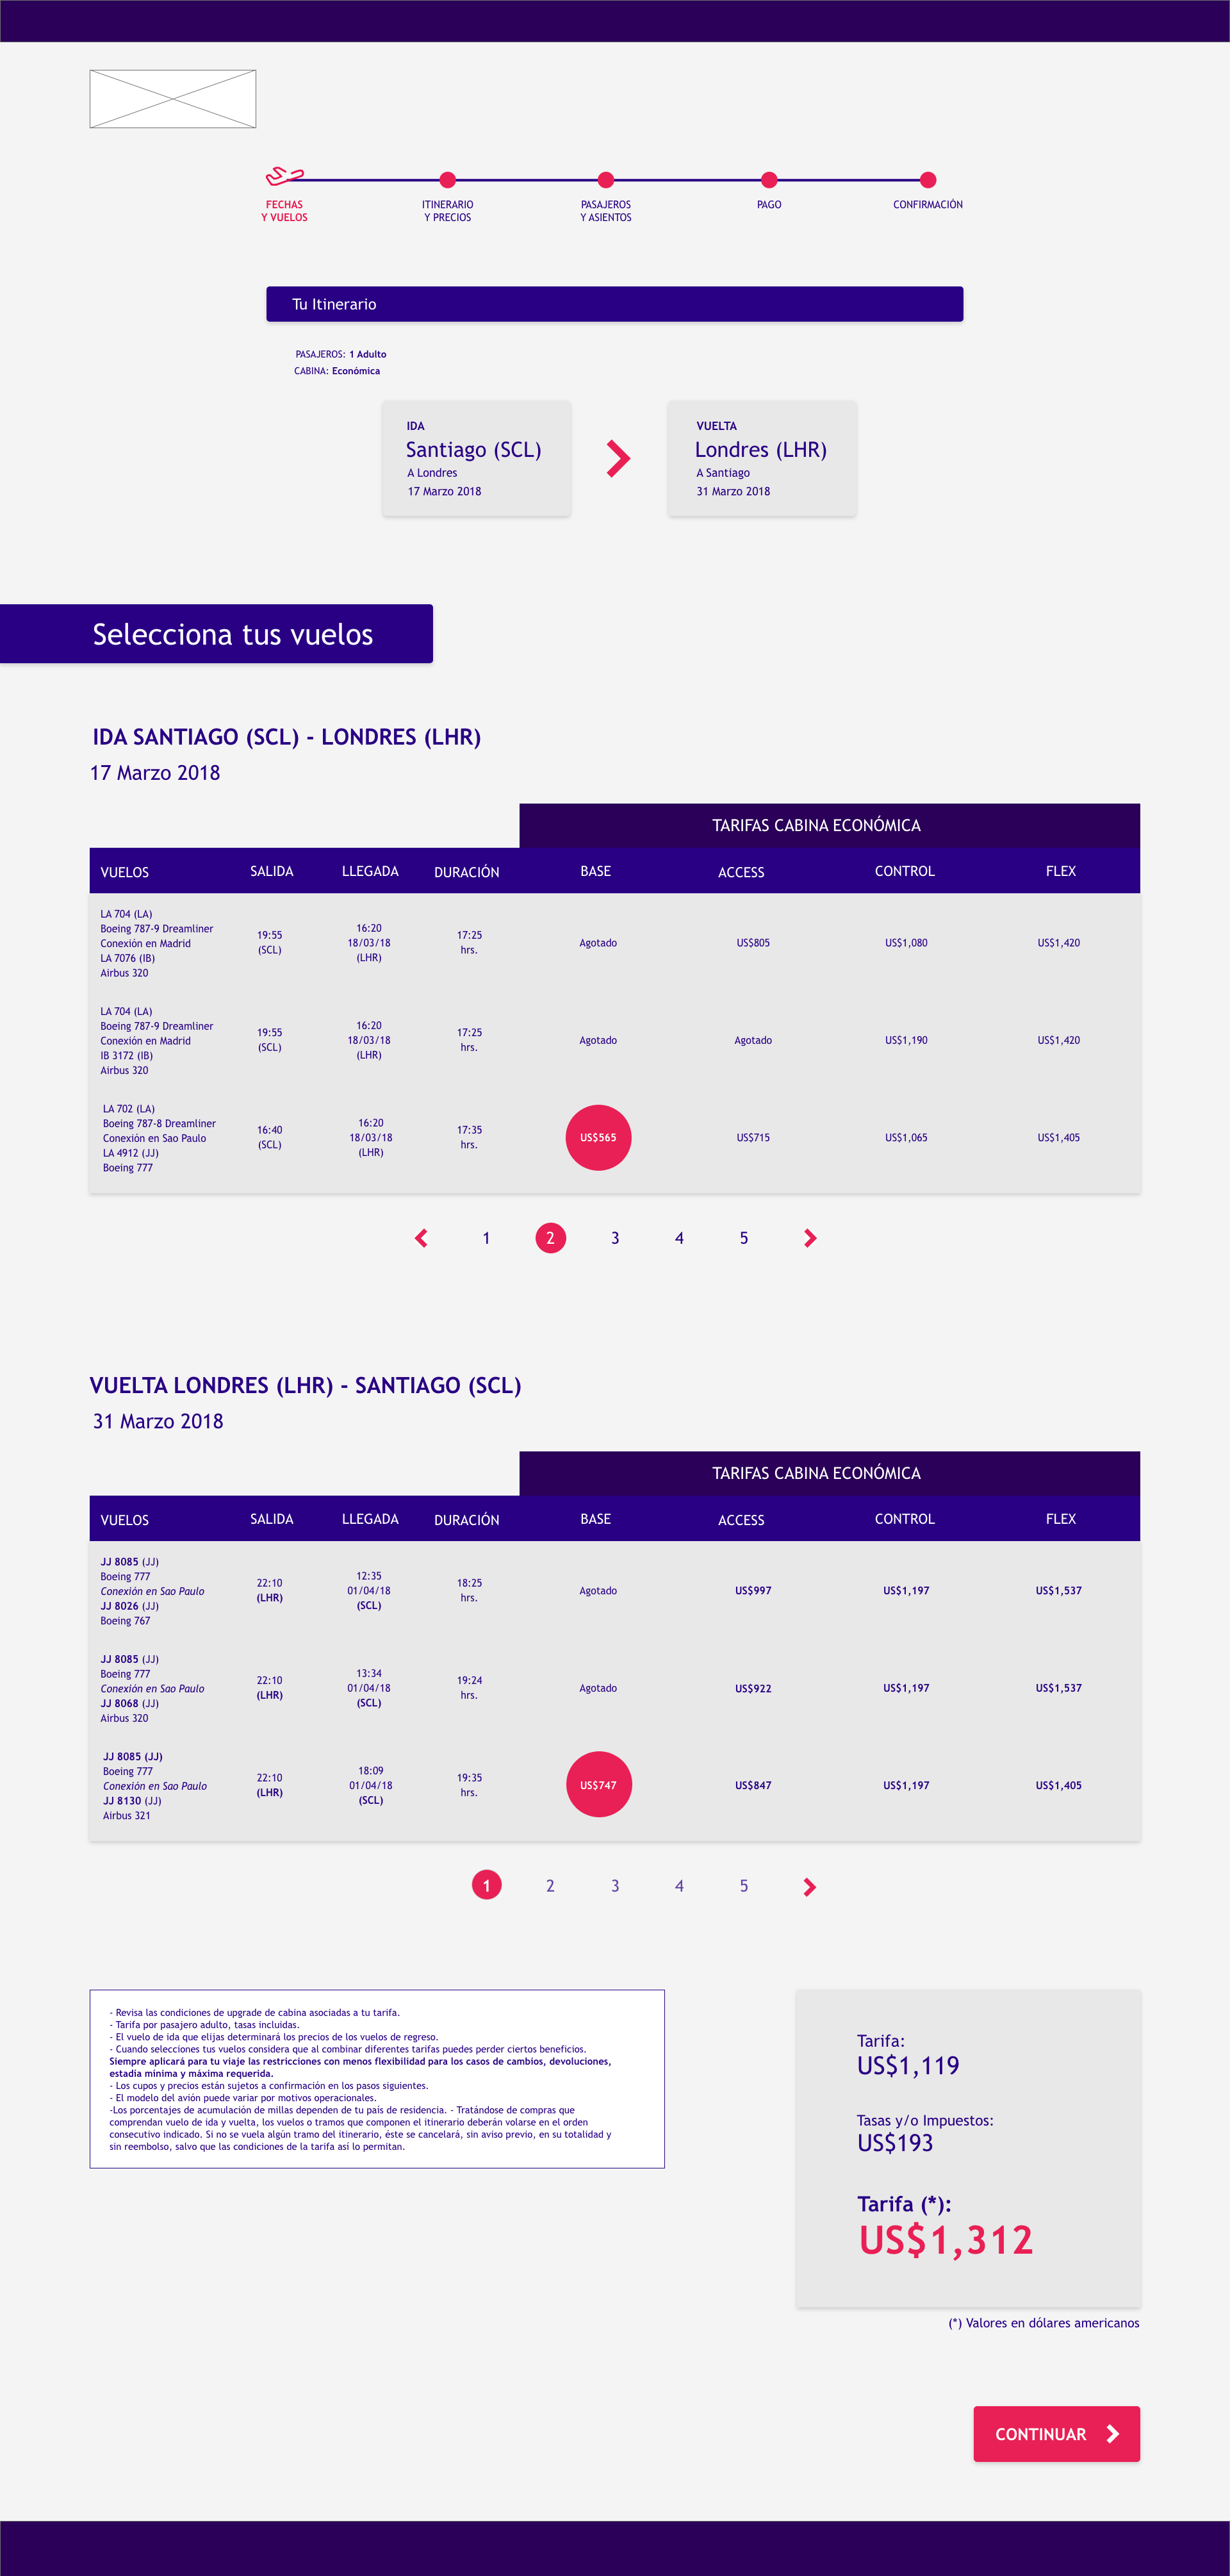 FECHAS
Y VUELOS
ITINERARIO
Y PRECIOS
PASAJEROS
Y ASIENTOS
PAGO
CONFIRMACIÓN
Tu Itinerario
PASAJEROS: 1 Adulto
CABINA: Económica
IDA
Santiago (SCL)
A Londres
17 Marzo 2018
VUELTA
Londres (LHR)
A Santiago
31 Marzo 2018
Selecciona tus vuelos
IDA SANTIAGO (SCL) - LONDRES (LHR)
17 Marzo 2018
TARIFAS CABINA ECONÓMICA
VUELOS SALIDA LLEGADA DURACIÓN BASE ACCESS CONTROL FLEX
LA 704 (LA)
Boeing 787-9 Dreamliner
Conexión en Madrid
LA 7076 (IB)
Airbus 320
19:55
(SCL)
16:20
18/03/18
(LHR)
17:25
hrs.
Agotado
US$805
US$1,080
US$1,420
LA 704 (LA)
Boeing 787-9 Dreamliner
Conexión en Madrid
IB 3172 (IB)
Airbus 320
19:55
(SCL)
16:20
18/03/18
(LHR)
17:25
hrs.
Agotado
Agotado
US$1,190
US$1,420
LA 702 (LA)
Boeing 787-8 Dreamliner
Conexión en Sao Paulo
LA 4912 (JJ)
Boeing 777
16:40
(SCL)
16:20
18/03/18
(LHR)
17:35
hrs.
US$565
US$715
US$1,065
US$1,405
1 2 3 4 5
VUELTA LONDRES (LHR) - SANTIAGO (SCL)
31 Marzo 2018
TARIFAS CABINA ECONÓMICA
VUELOS SALIDA LLEGADA DURACIÓN BASE ACCESS CONTROL FLEX
JJ 8085 (JJ)
Boeing 777
Conexión en Sao Paulo
JJ 8026 (JJ)
Boeing 767
22:10
(LHR)
12:35
01/04/18
(SCL)
18:25
hrs.
Agotado
US$997
US$1,197
US$1,537
JJ 8085 (JJ)
Boeing 777
Conexión en Sao Paulo
JJ 8068 (JJ)
Airbus 320
22:10
(LHR)
13:34
01/04/18
(SCL)
19:24
hrs.
Agotado
US$922
US$1,197
US$1,537
JJ 8085 (JJ)
Boeing 777
Conexión en Sao Paulo
JJ 8130 (JJ)
Airbus 321
22:10
(LHR)
18:09
01/04/18
(SCL)
19:35
hrs.
US$747
US$847
US$1,197
US$1,405
1 2 3 4 5
- Revisa las condiciones de upgrade de cabina asociadas a tu tarifa.
- Tarifa por pasajero adulto, tasas incluidas.
- El vuelo de ida que elijas determinará los precios de los vuelos de regreso.
- Cuando selecciones tus vuelos considera que al combinar diferentes tarifas puedes perder ciertos beneficios.
Siempre aplicará para tu viaje las restricciones con menos flexibilidad para los casos de cambios, devoluciones,
estadía mínima y máxima requerida.
- Los cupos y precios están sujetos a confirmación en los pasos siguientes.
- El modelo del avión puede variar por motivos operacionales.
-Los porcentajes de acumulación de millas dependen de tu país de residencia. - Tratándose de compras que
comprendan vuelo de ida y vuelta, los vuelos o tramos que componen el itinerario deberán volarse en el orden
consecutivo indicado. Si no se vuela algún tramo del itinerario, éste se cancelará, sin aviso previo, en su totalidad y
sin reembolso, salvo que las condiciones de la tarifa así lo permitan.
Tarifa:
US$1,119
Tasas y/o Impuestos:
US$193
Tarifa (*):
US$1,312
(*) Valores en dólares americanos
CONTINUAR